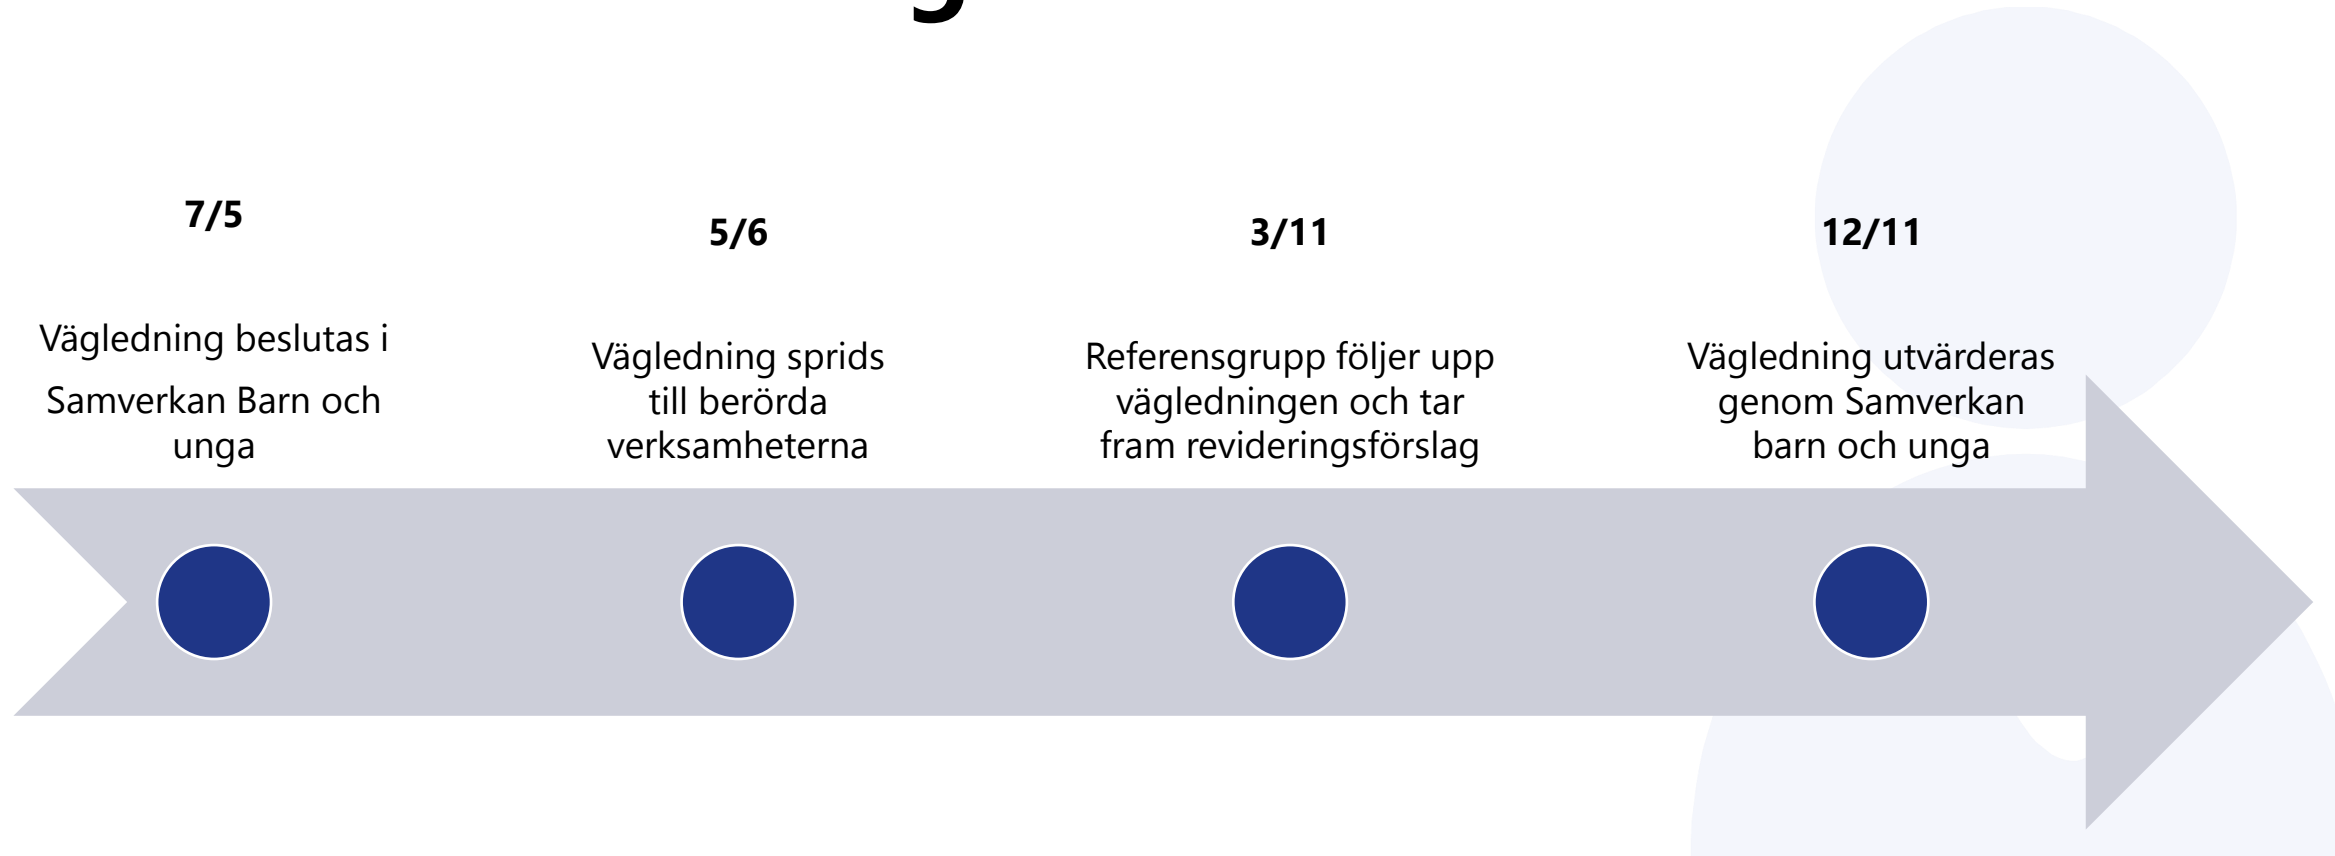 7/5
Vägledning beslutas i
Samverkan Barn och
unga
5/6
Vägledning sprids
till berörda
verksamheterna
3/11
Referensgrupp följer upp
vägledningen och tar
fram revideringsförslag
12/11
Vägledning utvärderas
genom Samverkan
barn och unga